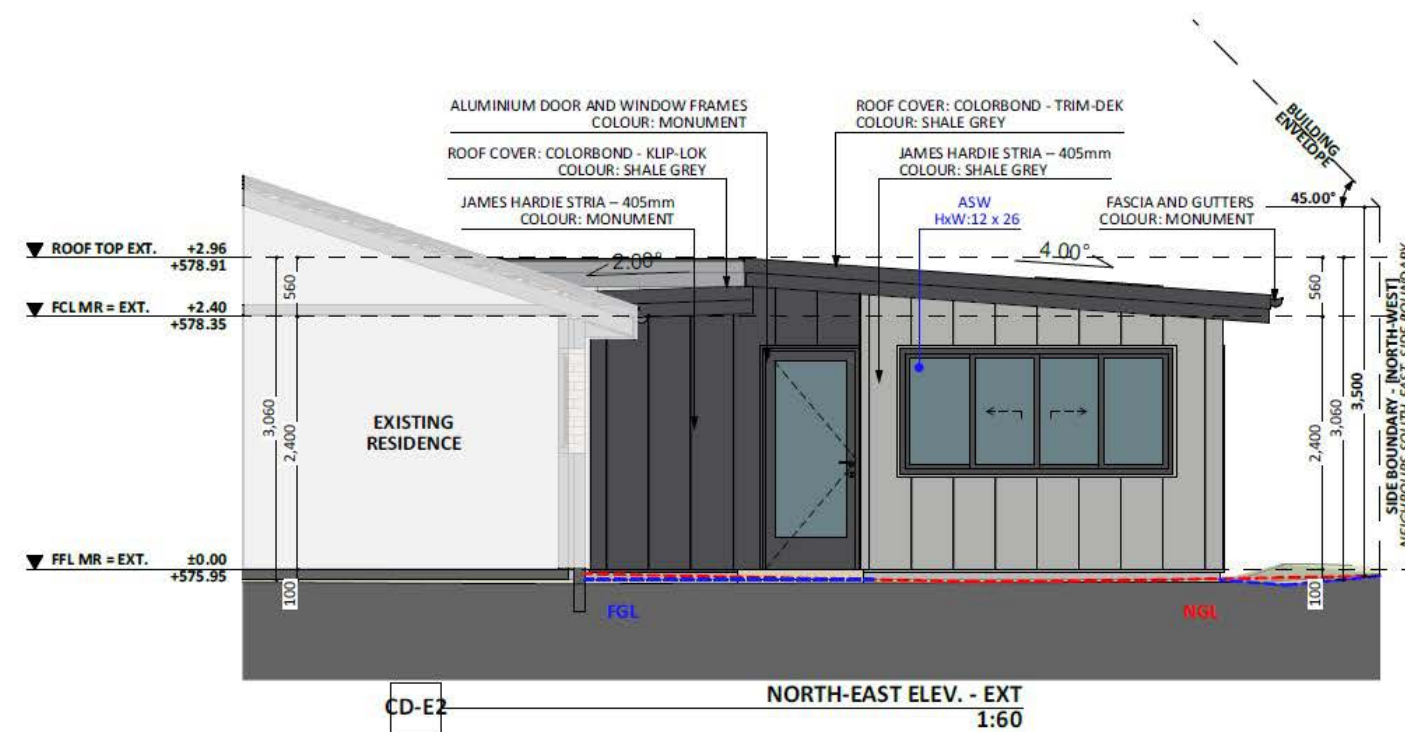 ALUMINIUM DOOR AND WINDOW FRAMES
COLOUR: MONUMENT
ROOF COVER: COLORBOND - TRIM-DEK
COLOUR: SHALE GREY
BUILDING
ENVELOPE
ROOF COVER: COLORBOND - KLIP-LOK
COLOUR: SHALE GREY
JAMES HARDIE STRIA – 405mm
COLOUR: SHALE GREY
JAMES HARDIE STRIA – 405mm
COLOUR: MONUMENT
ASW
HxW:12 x 26
FASCIA AND GUTTERS
COLOUR: MONUMENT
45.00°
ROOF TOP EXT. +2.96
+578.91
2.00°
4.00°
560
560
FCL MR = EXT. +2.40
+578.35
EXISTING
RESIDENCE
3,060
2,400
2,400
3,060
3,500
SIDE BOUNDARY - [NORTH-WEST]
NEIGHBOURS SOUTH-EAST SIDE BOUNDARY
FFL MR = EXT. ±0.00
+575.95
100
100
FGL
NGL
CD-E2
NORTH-EAST ELEV. - EXT
1:60